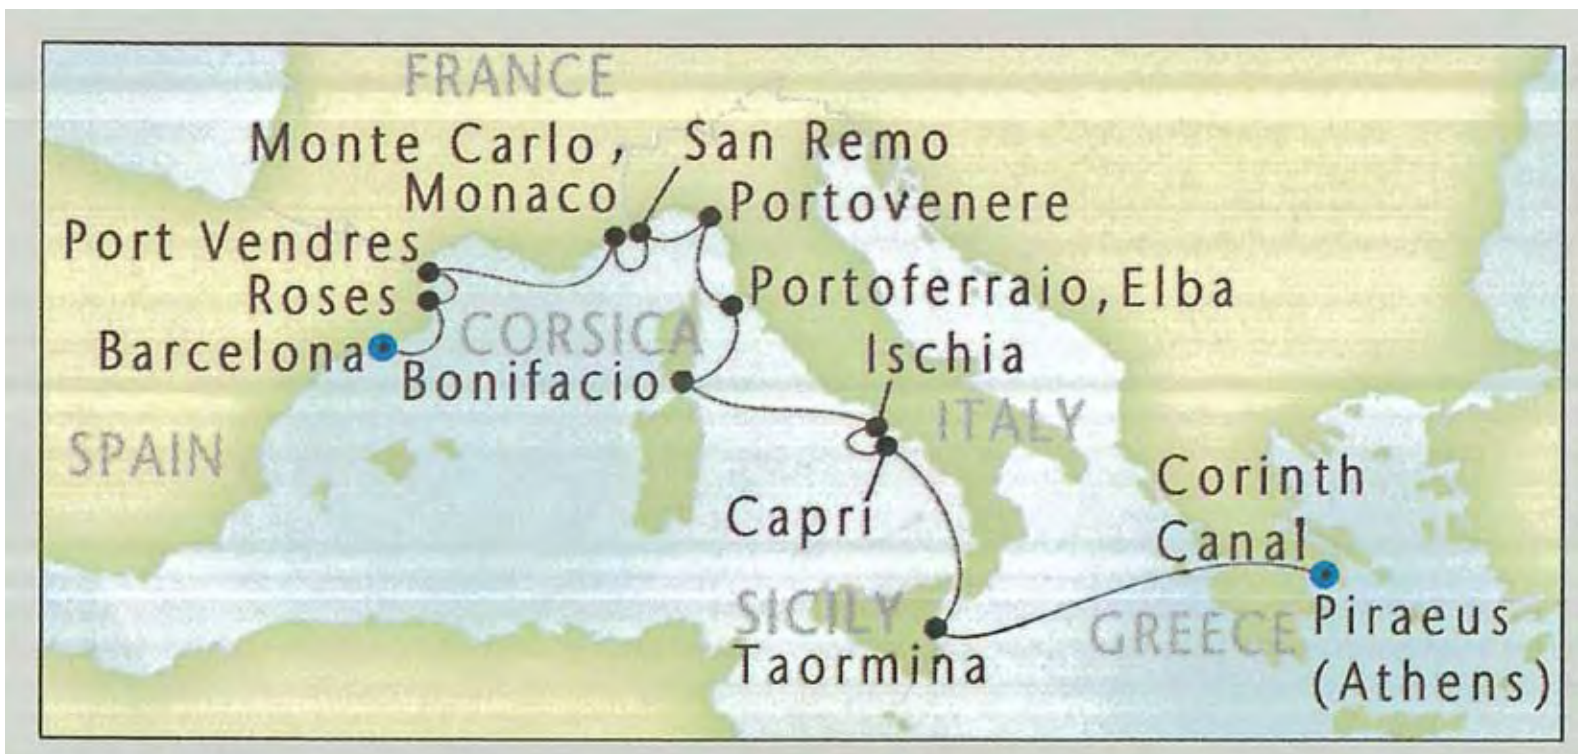 FRANCE
Monte Carlo,
Monaco
San Remo
Portovenere
Port Vendres
Roses
Barcelona
CORSICA
Portoferraio, Elba
Bonifacio
Ischia
ITALY
SPAIN
Capri
Corinth
Canal
SICILY
Taormina
GREECE
Piraeus
(Athens)